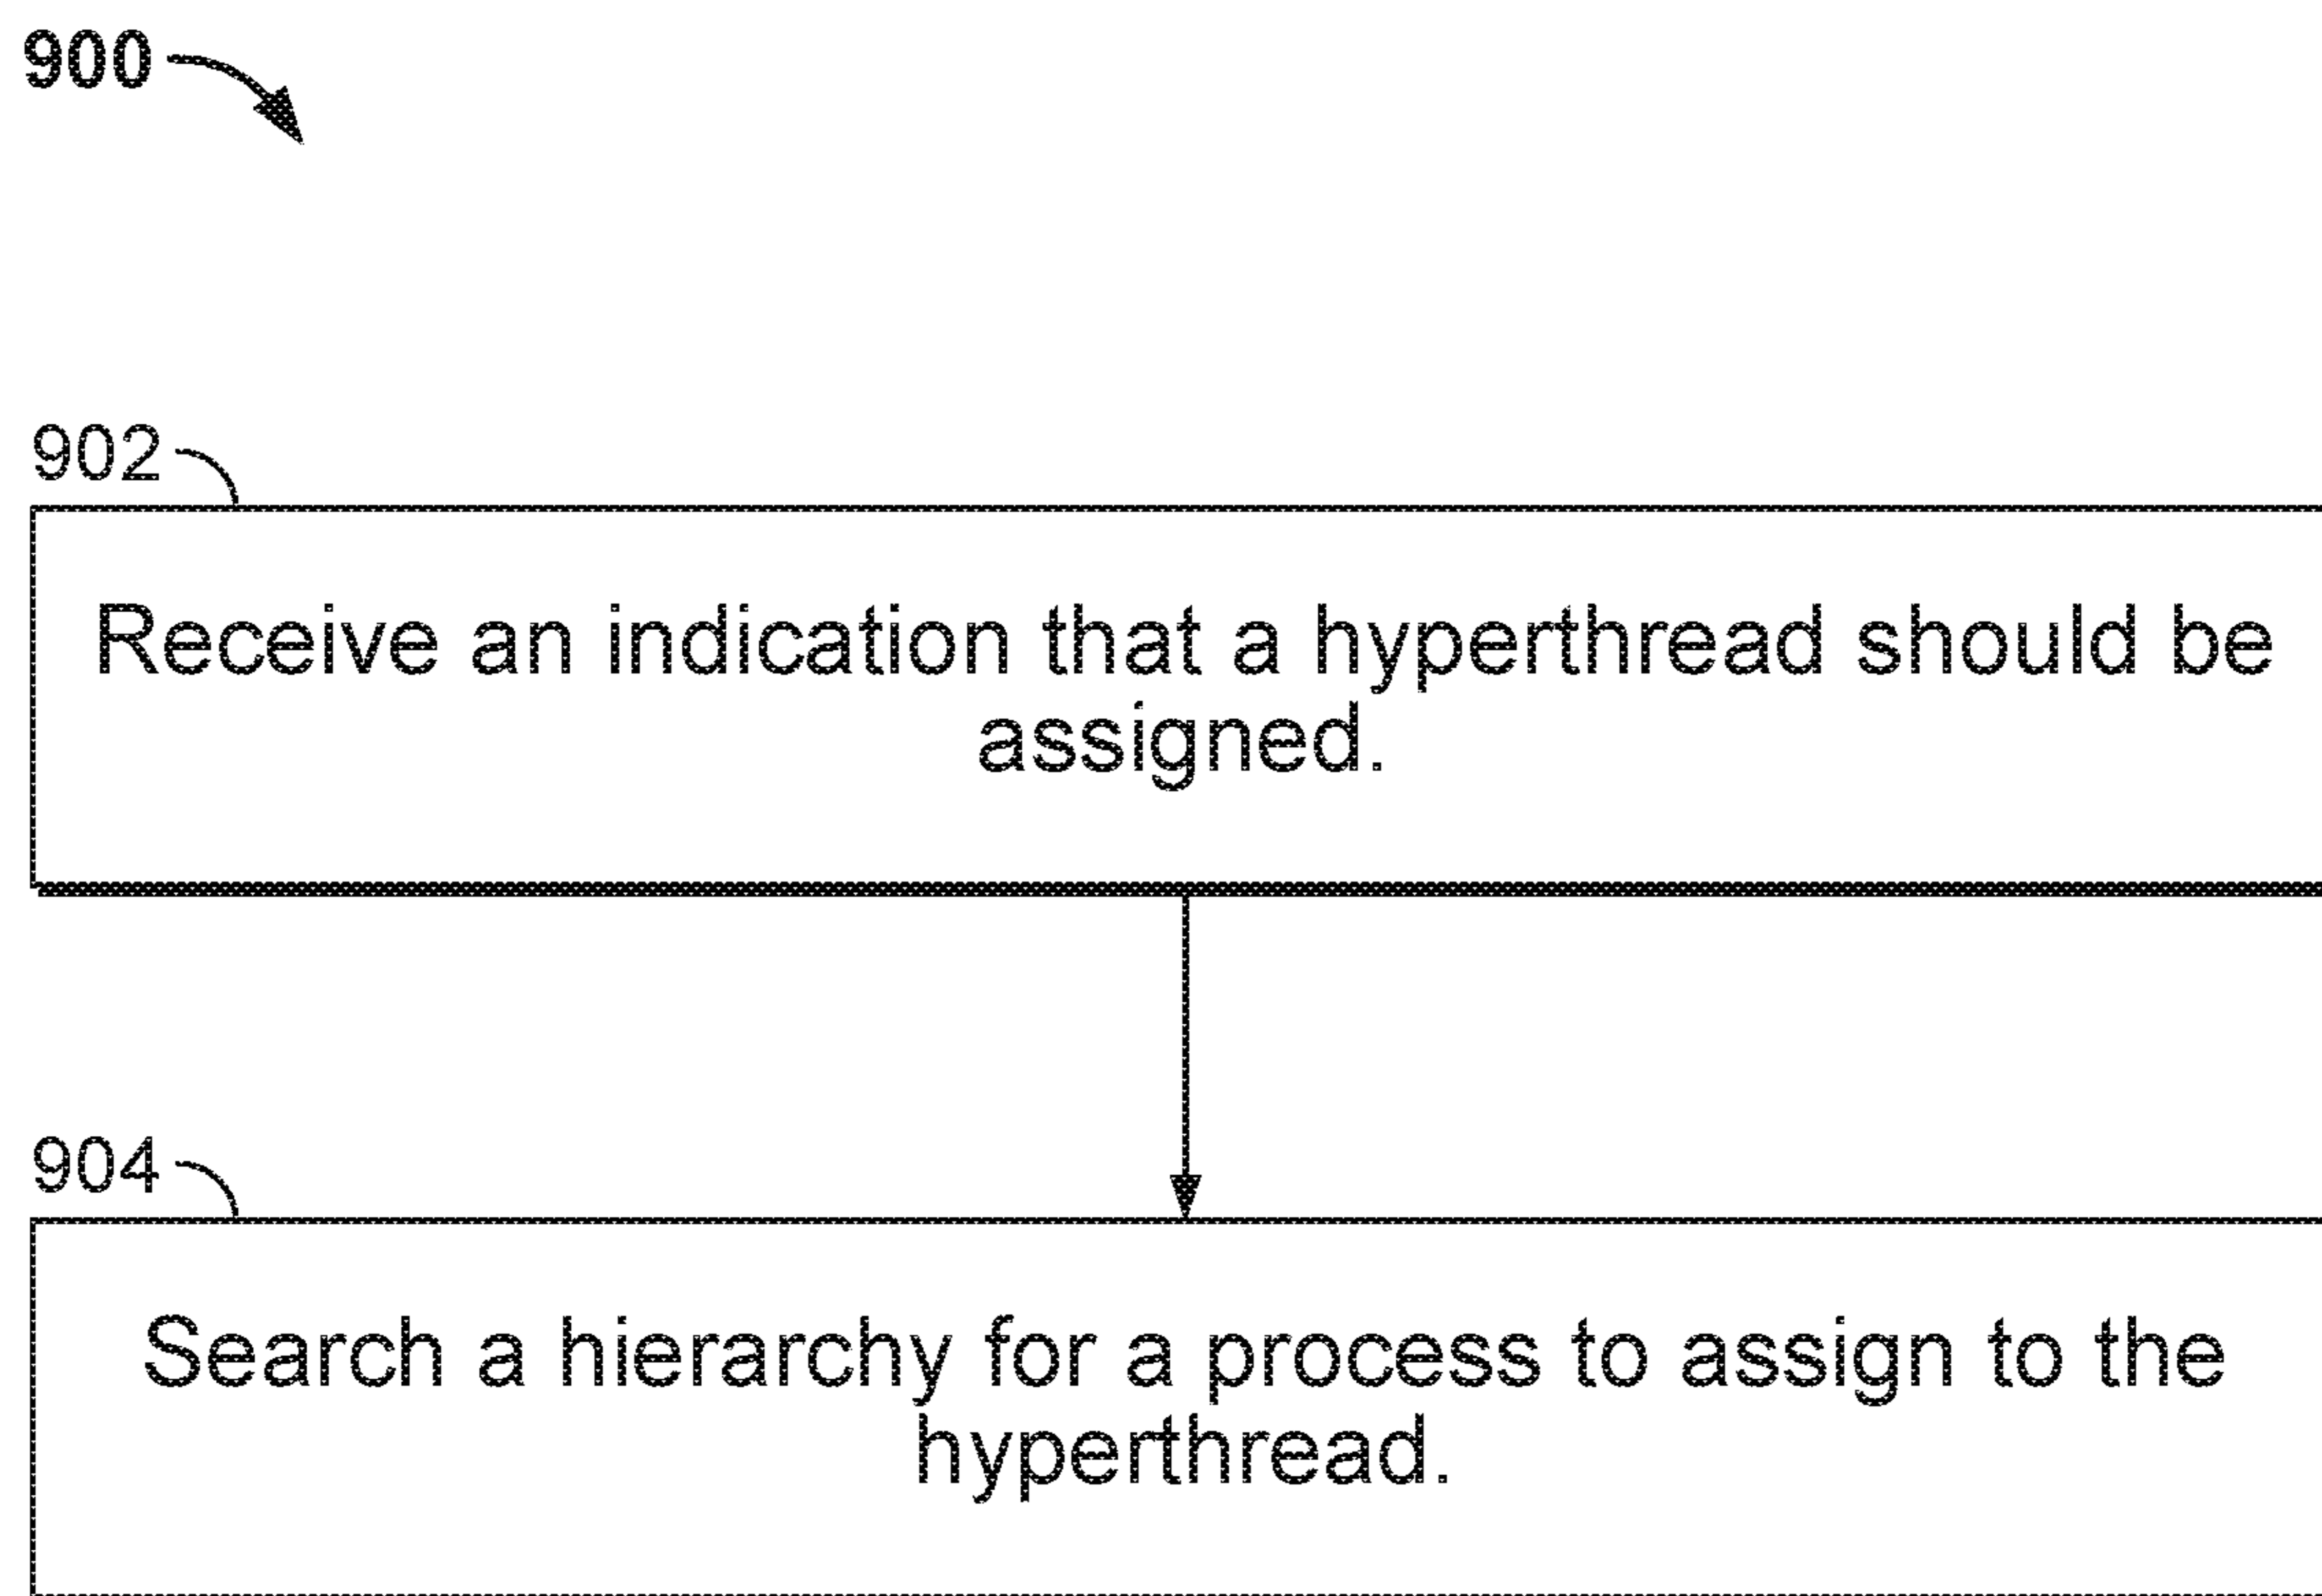 900
902
Receive an indication that a hyperthread should be
assigned.
904
Search a hierarchy for a process to assign to the
hyperthread.